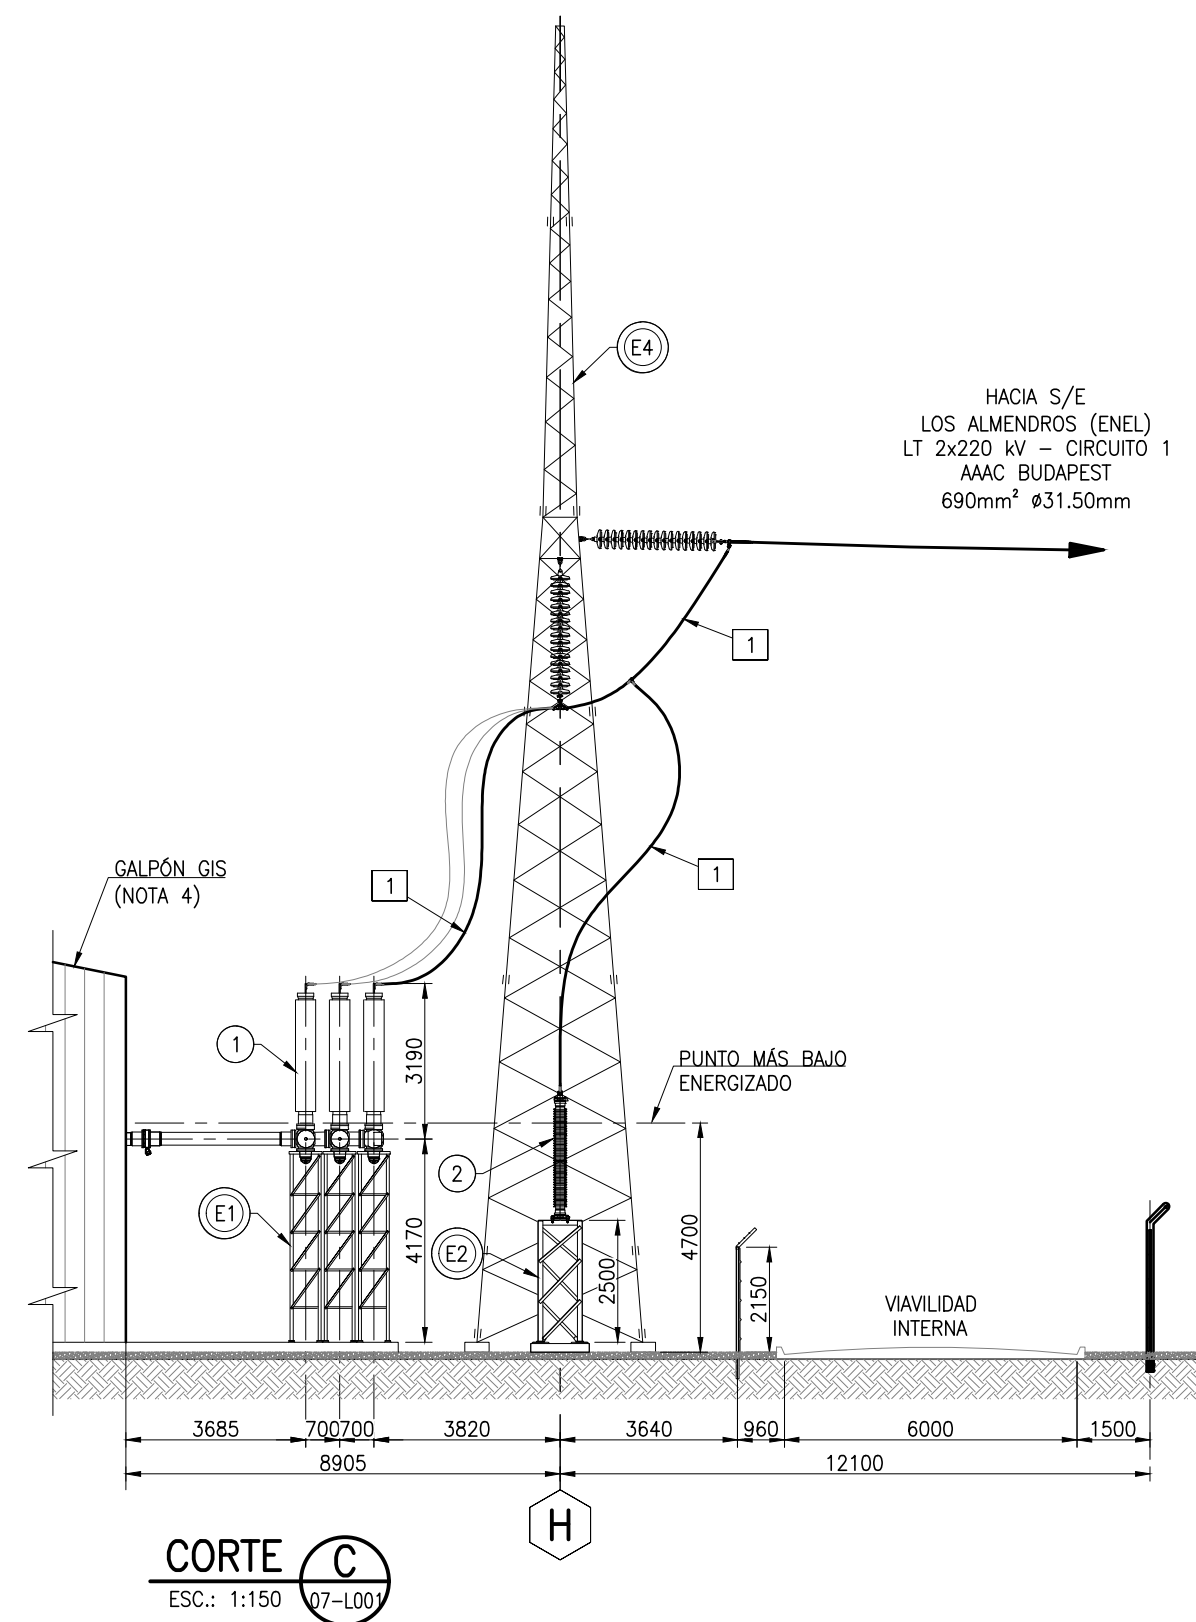 E4
HACIA S/E
LOS ALMENDROS (ENEL)
LT 2x220 kV – CIRCUITO 1
AAAC BUDAPEST
690mm² ø31.50mm
1
1
1
GALPÓN GIS
(NOTA 4)
1
3190
PUNTO MÁS BAJO
ENERGIZADO
2
E1
4170
E2
2500
4700
2150
VIAVILIDAD
INTERNA
3685
700
700
3820
3640
960
6000
1500
8905
12100
H
CORTE
C
ESC.: 1:150
07-L001